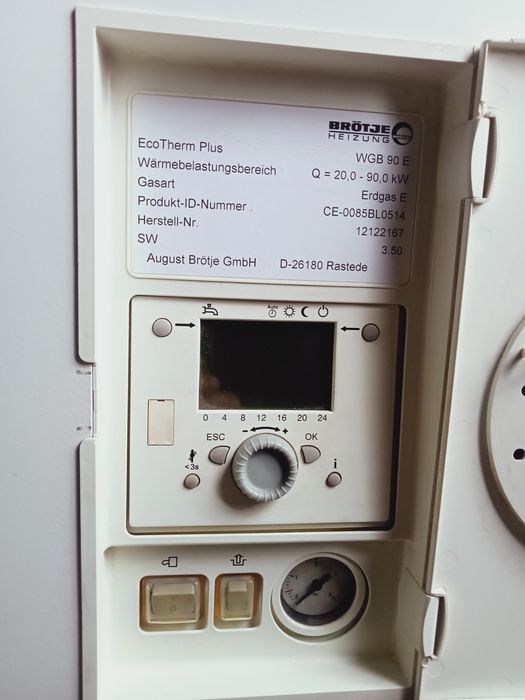 BRÖTJE
HEIZUNG
EcoTherm Plus WGB 90 E
Wärmebelastungsbereich Q = 20,0 - 90,0 kW
Gasart Erdgas E
Produkt-ID-Nummer CE-0085BL0514
Herstell-Nr. 12122167
SW 3.50
August Brötje GmbH D-26180 Rastede
Auto
0 4 8 12 16 20 24
- +
ESC OK
<3s i